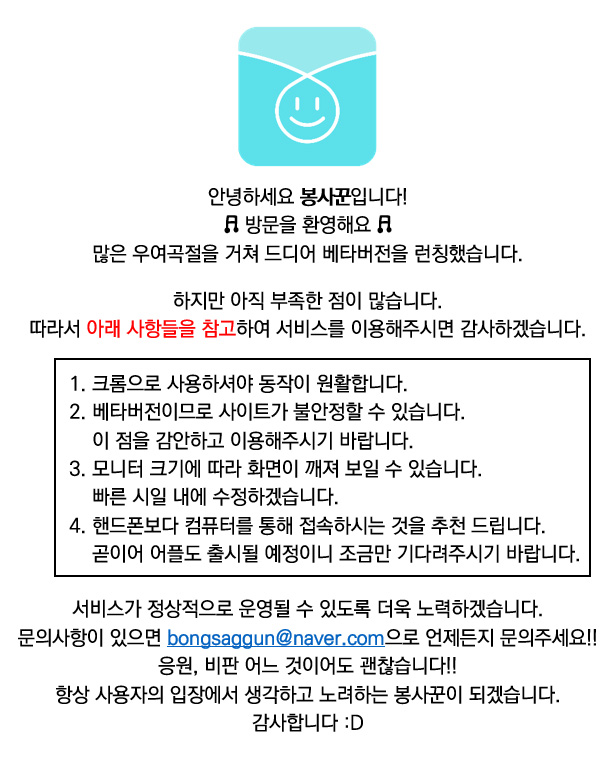 안녕하세요 봉사꾼입니다!
♬ 방문을 환영해요 ♬
많은 우여곡절을 거쳐 드디어 베타버전을 런칭했습니다.
하지만 아직 부족한 점이 많습니다.
따라서 아래 사항들을 참고하여 서비스를 이용해주시면 감사하겠습니다.
1. 크롬으로 사용하셔야 동작이 원활합니다.
2. 베타버전이므로 사이트가 불안정할 수 있습니다.
이 점을 감안하고 이용해주시기 바랍니다.
3. 모니터 크기에 따라 화면이 깨져 보일 수 있습니다.
빠른 시일 내에 수정하겠습니다.
4. 핸드폰보다 컴퓨터를 통해 접속하시는 것을 추천 드립니다.
곧이어 어플도 출시될 예정이니 조금만 기다려주시기 바랍니다.
서비스가 정상적으로 운영될 수 있도록 더욱 노력하겠습니다.
문의사항이 있으면 bongsaggun@naver.com으로 언제든지 문의주세요!!
응원, 비판 어느 것이어도 괜찮습니다!!
항상 사용자의 입장에서 생각하고 노려하는 봉사꾼이 되겠습니다.
감사합니다 :D